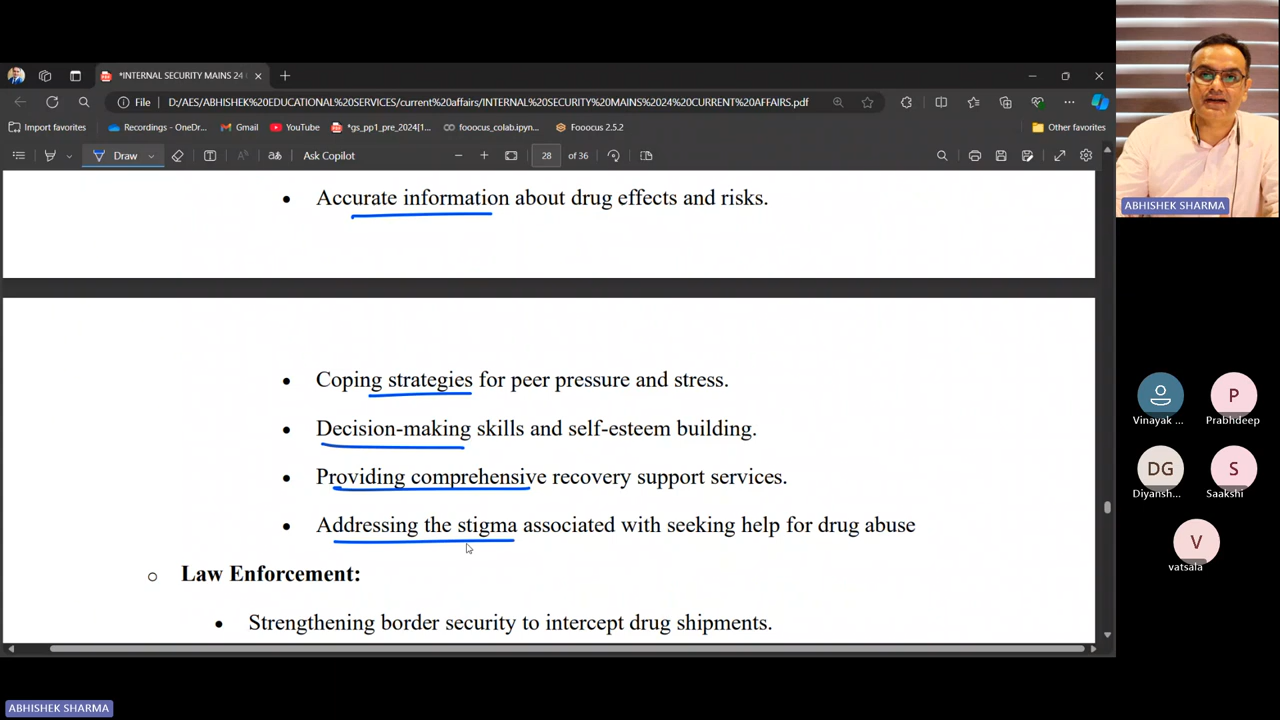 *INTERNAL SECURITY MAINS 24
File
D:/AES/ABHISHEK%20EDUCATIONAL%20SERVICES/current%20affairs/INTERNAL%20SECURITY%20MAINS%202024%20CURRENT%20AFFAIRS.pdf
Import favorites
Recordings - OneDr...
Gmail
YouTube
*gs_pp1_pre_2024[1...
fooocus_colab.ipyn...
Fooocus 2.5.2
Other favorites
Draw
Ask Copilot
28 of 36
• Accurate information about drug effects and risks.
• Coping strategies for peer pressure and stress.
• Decision-making skills and self-esteem building.
• Providing comprehensive recovery support services.
• Addressing the stigma associated with seeking help for drug abuse
o Law Enforcement:
• Strengthening border security to intercept drug shipments.
ABHISHEK SHARMA
Vinayak ...
P
Prabhdeep
DG
Diyansh...
S
Saakshi
V
vatsala
ABHISHEK SHARMA